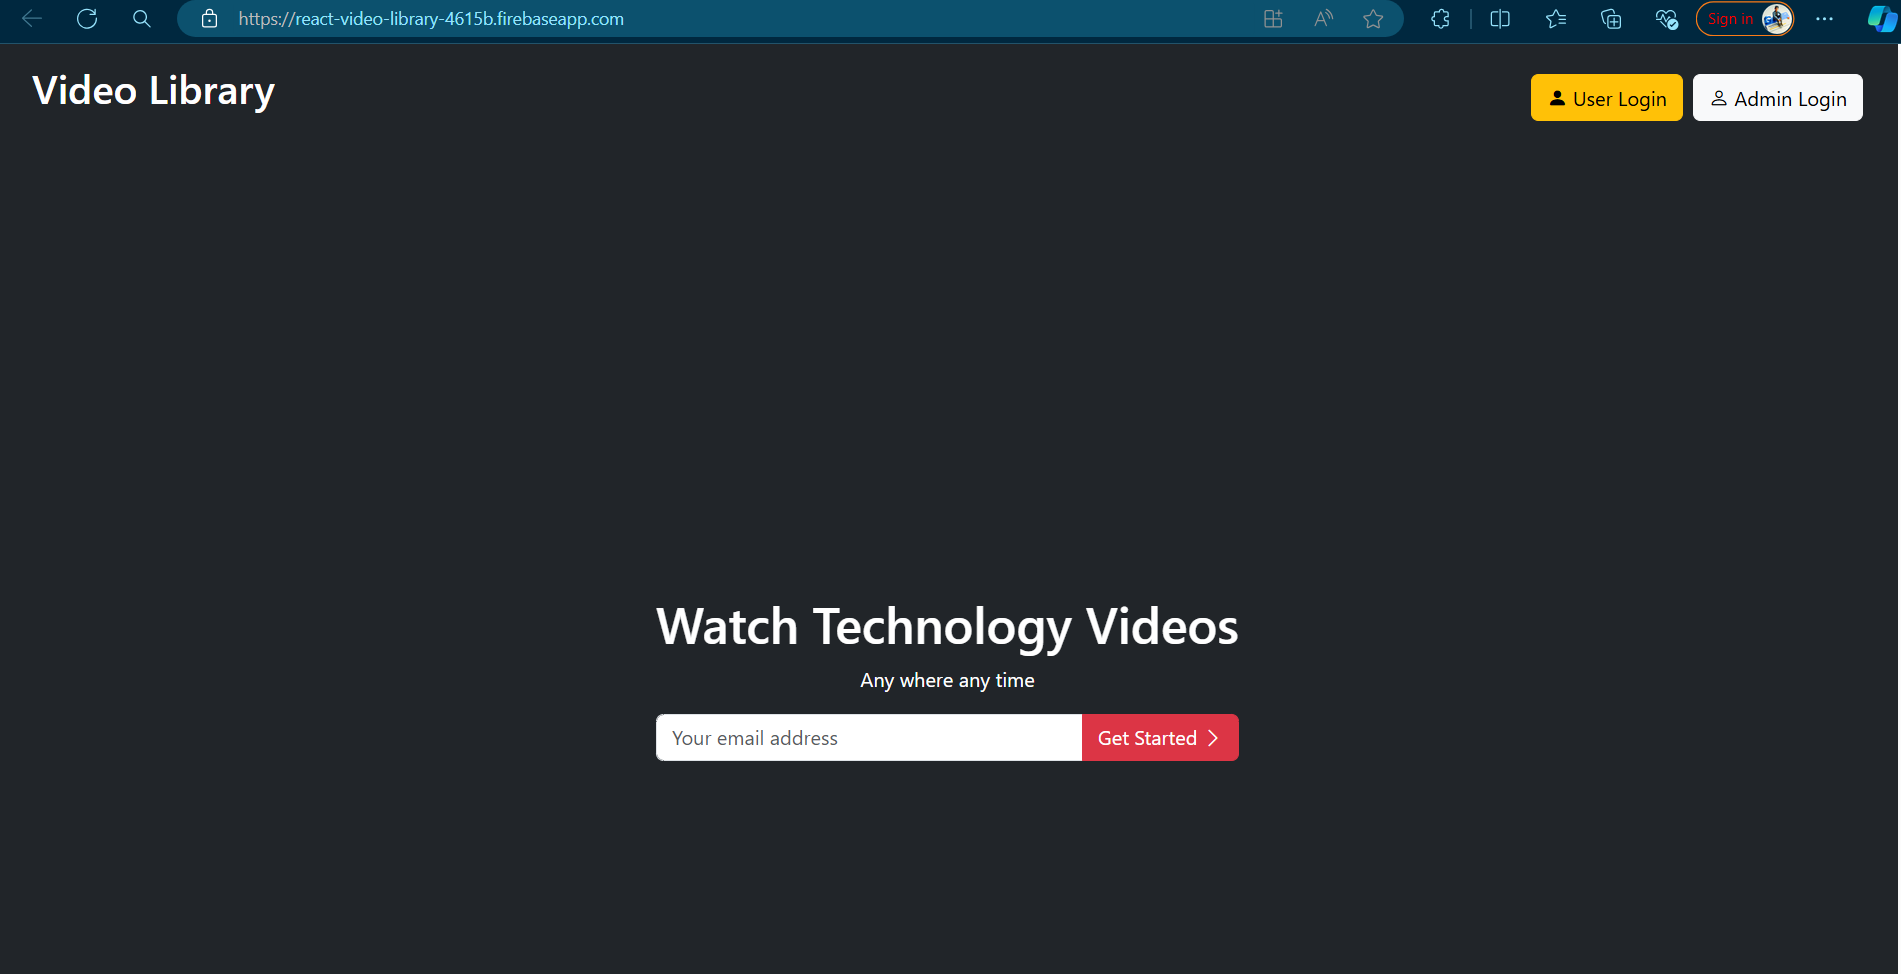 https://react-video-library-4615b.firebaseapp.com
Sign in
Video Library
User Login
Admin Login
Watch Technology Videos
Any where any time
Your email address
Get Started